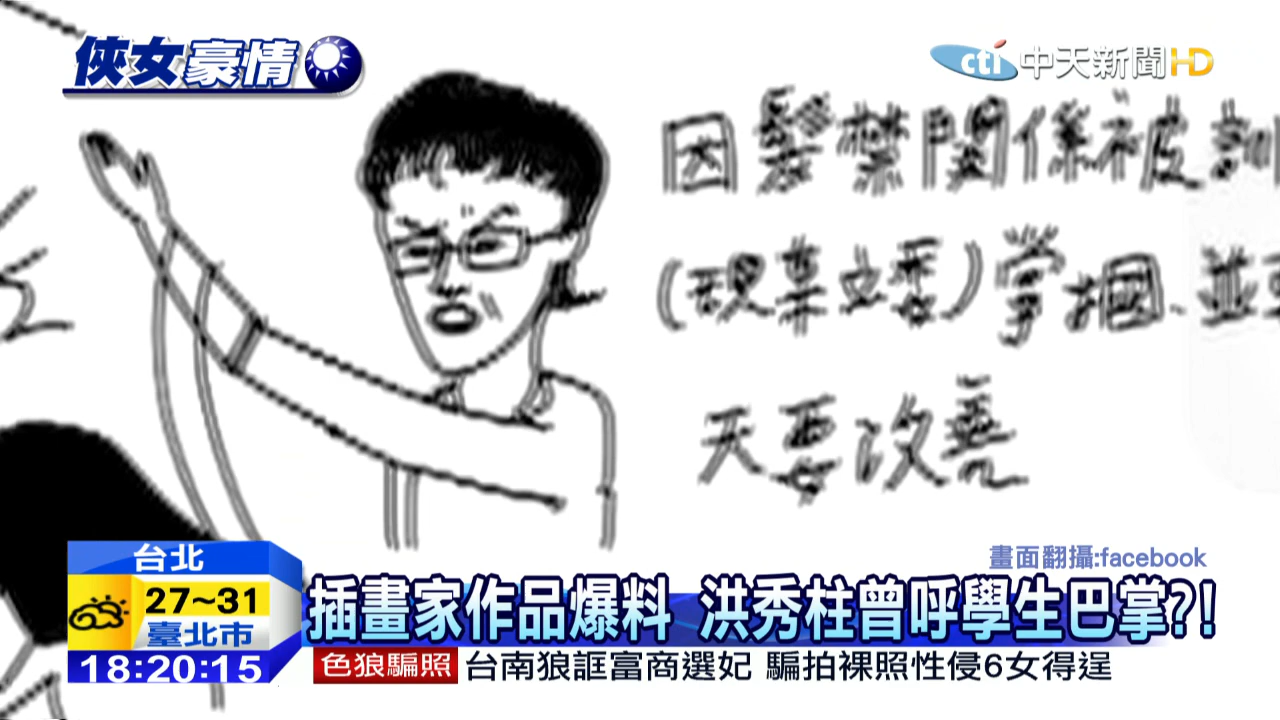 俠女豪情
cti 中天新聞HD
因髮禁關係被訓
(現幕立委)掌摑、並
天要改善
畫面翻攝:facebook
台北
27~31
臺北市
18:20:15
插畫家作品爆料 洪秀柱曾呼學生巴掌?!
色狼騙照 台南狼誆富商選妃 騙拍裸照性侵6女得逞